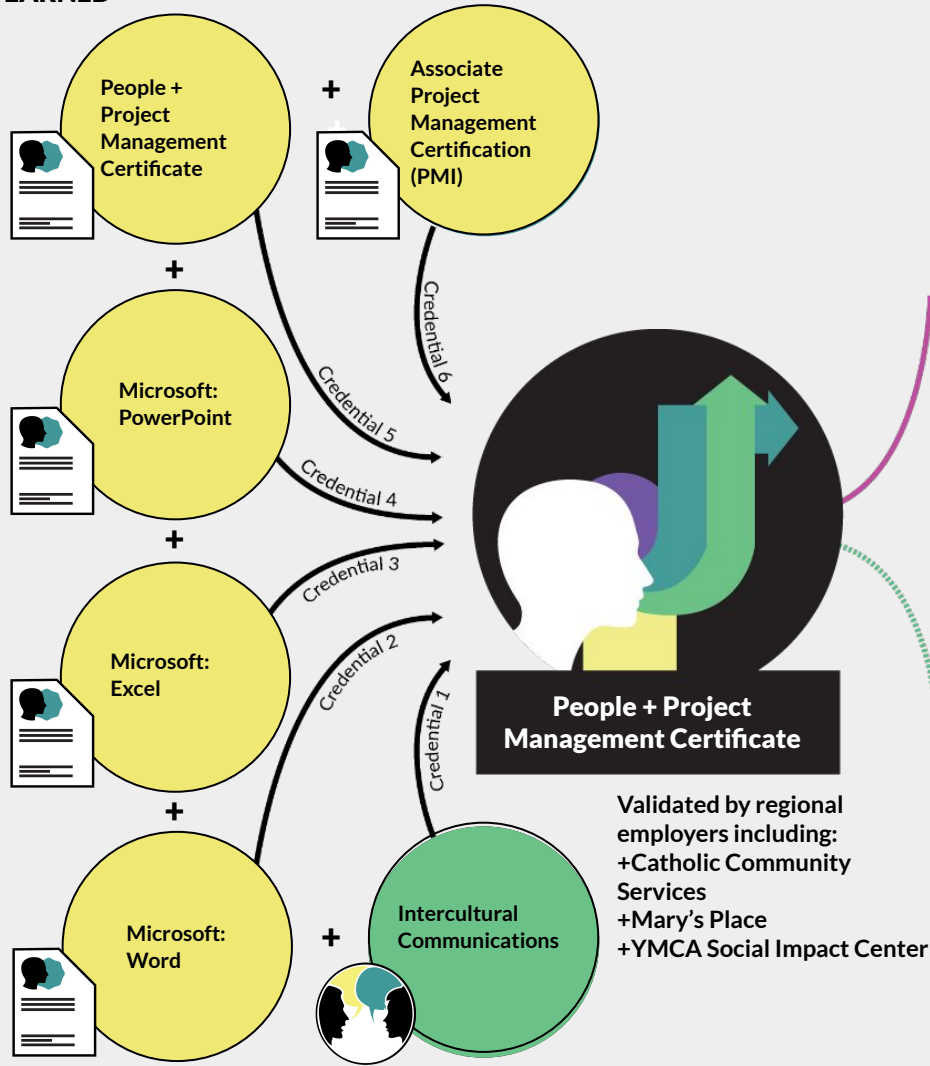 People +
Project
Management
Certificate
+
Associate
Project
Management
Certification
(PMI)
+
Microsoft:
PowerPoint
+
Microsoft:
Excel
+
Microsoft:
Word
+
Intercultural
Communications
Credential 6
Credential 5
Credential 4
Credential 3
Credential 2
Credential 1
People + Project
Management Certificate
Validated by regional
employers including:
+Catholic Community
Services
+Mary's Place
+YMCA Social Impact Center